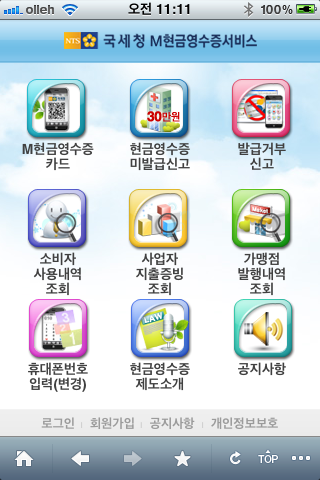 olleh 오전 11:11 100%
NTS 국세청 M현금영수증서비스
30만원
M현금영수증
카드
현금영수증
미발급신고
발급거부
신고
소비자
사용내역
조회
사업자
지출증빙
조회
가맹점
발행내역
조회
LAW
휴대폰번호
입력(변경)
현금영수증
제도소개
공지사항
로그인 | 회원가입 | 공지사항 | 개인정보보호
TOP